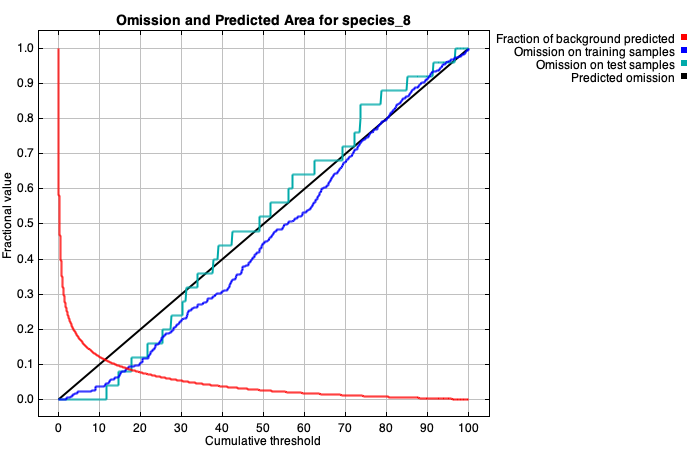 Omission and Predicted Area for species_8
Fraction of background predicted
Omission on training samples
Omission on test samples
Predicted omission
Fractional value
1.0
0.9
0.8
0.7
0.6
0.5
0.4
0.3
0.2
0.1
0.0
0 10 20 30 40 50 60 70 80 90 100
Cumulative threshold